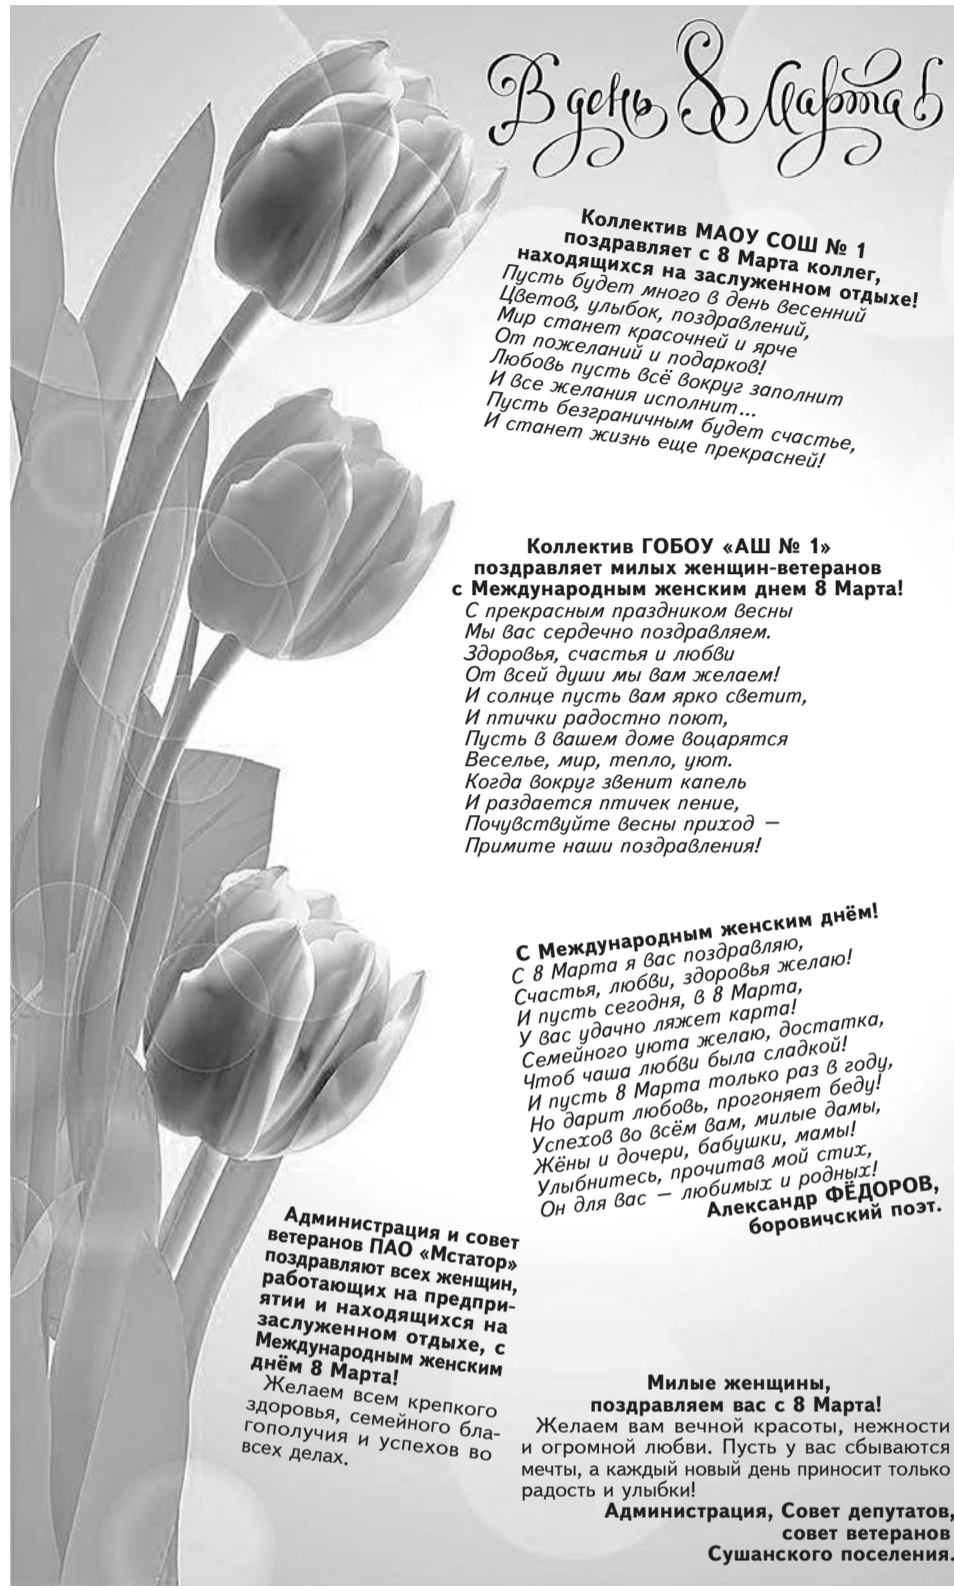 В день 8 Марта!
Коллектив МАОУ СОШ № 1
поздравляет с 8 Марта коллег,
находящихся на заслуженном отдыхе!
Пусть будет много в день весенний
Цветов, улыбок, поздравлений,
Мир станет красочней и ярче
От пожеланий и подарков!
Любовь пусть всё вокруг заполнит
И все желания исполнит...
Пусть безграничным будет счастье,
И станет жизнь еще прекрасней!
Коллектив ГОБОУ «АШ № 1»
поздравляет милых женщин-ветеранов
с Международным женским днем 8 Марта!
С прекрасным праздником весны
Мы вас сердечно поздравляем.
Здоровья, счастья и любви
От всей души мы вам желаем!
И солнце пусть вам ярко светит,
И птички радостно поют,
Пусть в вашем доме воцарятся
Веселье, мир, тепло, уют.
Когда вокруг звенит капель
И раздается птичек пение,
Почувствуйте весны приход —
Примите наши поздравления!
С Международным женским днём!
С 8 Марта я вас поздравляю,
Счастья, любви, здоровья желаю!
И пусть сегодня, в 8 Марта,
У вас удачно ляжет карта!
Семейного уюта желаю, достатка,
Чтоб чаша любви была сладкой!
И пусть 8 Марта только раз в году,
Но дарит любовь, прогоняет беду!
Успехов во всём вам, милые дамы,
Жёны и дочери, бабушки, мамы!
Улыбнитесь, прочитав мой стих,
Он для вас — любимых и родных!
Александр ФЁДОРОВ,
боровичский поэт.
Администрация и совет
ветеранов ПАО «Мстатор»
поздравляют всех женщин,
работающих на предпри-
ятии и находящихся на
заслуженном отдыхе, с
Международным женским
днём 8 Марта!
Желаем всем крепкого
здоровья, семейного бла-
гополучия и успехов во
всех делах.
Милые женщины,
поздравляем вас с 8 Марта!
Желаем вам вечной красоты, нежности
и огромной любви. Пусть у вас сбываются
мечты, а каждый новый день приносит только
радость и улыбки!
Администрация, Совет депутатов,
совет ветеранов
Сушанского поселения.